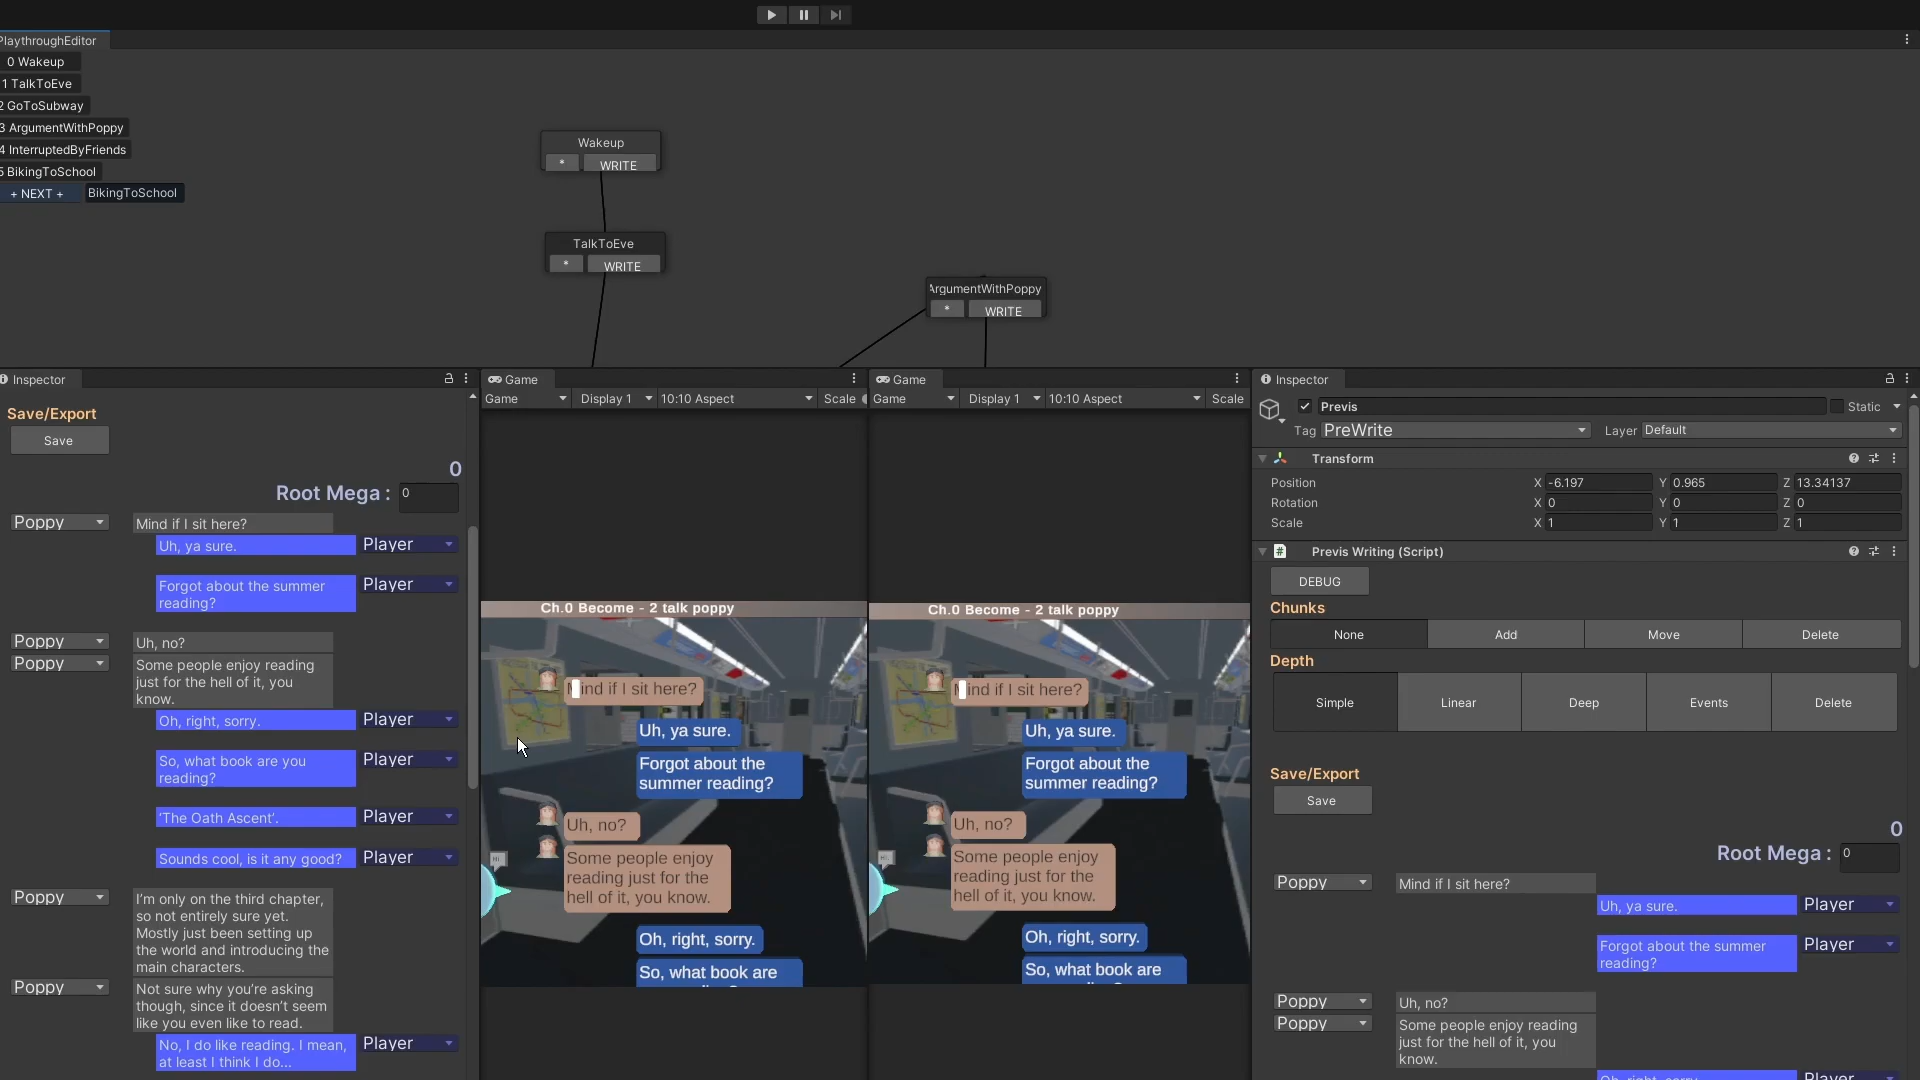 PlaythroughEditor
0 Wakeup
1 TalkToEve
2 GoToSubway
3 ArgumentWithPoppy
4 InterruptedByFriends
5 BikingToSchool
+ NEXT +
BikingToSchool
Wakeup
* WRITE
TalkToEve
* WRITE
ArgumentWithPoppy
* WRITE
Inspector
Save/Export
Save
0
Root Mega : 0
Poppy
Mind if I sit here?
Uh, ya sure.
Player
Forgot about the summer
reading?
Player
Poppy
Uh, no?
Poppy
Some people enjoy reading
just for the hell of it, you
know.
Oh, right, sorry.
Player
So, what book are you
reading?
Player
'The Oath Ascent'.
Player
Sounds cool, is it any good?
Player
Poppy
I'm only on the third chapter,
so not entirely sure yet.
Mostly just been setting up
the world and introducing the
main characters.
Poppy
Not sure why you're asking
though, since it doesn't seem
like you even like to read.
No, I do like reading. I mean,
at least I think I do...
Player
Game
Game Display 1 10:10 Aspect Scale
Ch.0 Become - 2 talk poppy
Mind if I sit here?
Uh, ya sure.
Forgot about the
summer reading?
Uh, no?
Some people enjoy
reading just for the
hell of it, you know.
Oh, right, sorry.
So, what book are
Game
Game Display 1 10:10 Aspect Scale
Ch.0 Become - 2 talk poppy
Mind if I sit here?
Uh, ya sure.
Forgot about the
summer reading?
Uh, no?
Some people enjoy
reading just for the
hell of it, you know.
Oh, right, sorry.
So, what book are
Inspector
Previs
Static
Tag PreWrite Layer Default
Transform
Position X -6.197 Y 0.965 Z 13.34137
Rotation X 0 Y 0 Z 0
Scale X 1 Y 1 Z 1
# Previs Writing (Script)
DEBUG
Chunks
None Add Move Delete
Depth
Simple Linear Deep Events Delete
Save/Export
Save
0
Root Mega : 0
Poppy
Mind if I sit here?
Uh, ya sure.
Player
Forgot about the summer
reading?
Player
Poppy
Uh, no?
Poppy
Some people enjoy reading
just for the hell of it, you
know.
Oh, right, sorry.
Player